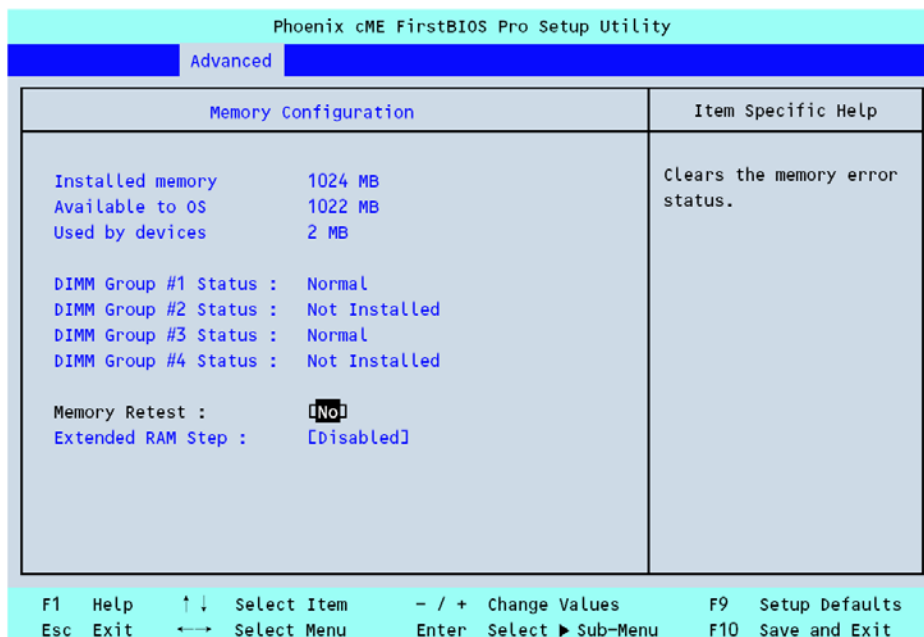 Phoenix cME FirstBIOS Pro Setup Utility
Advanced
Memory Configuration
Item Specific Help
Installed memory 1024 MB
Available to OS 1022 MB
Used by devices 2 MB
DIMM Group #1 Status : Normal
DIMM Group #2 Status : Not Installed
DIMM Group #3 Status : Normal
DIMM Group #4 Status : Not Installed
Memory Retest : [No]
Extended RAM Step : [Disabled]
Clears the memory error
status.
F1 Help ↑↓ Select Item - / + Change Values F9 Setup Defaults
Esc Exit ←→ Select Menu Enter Select ▶ Sub-Menu F10 Save and Exit